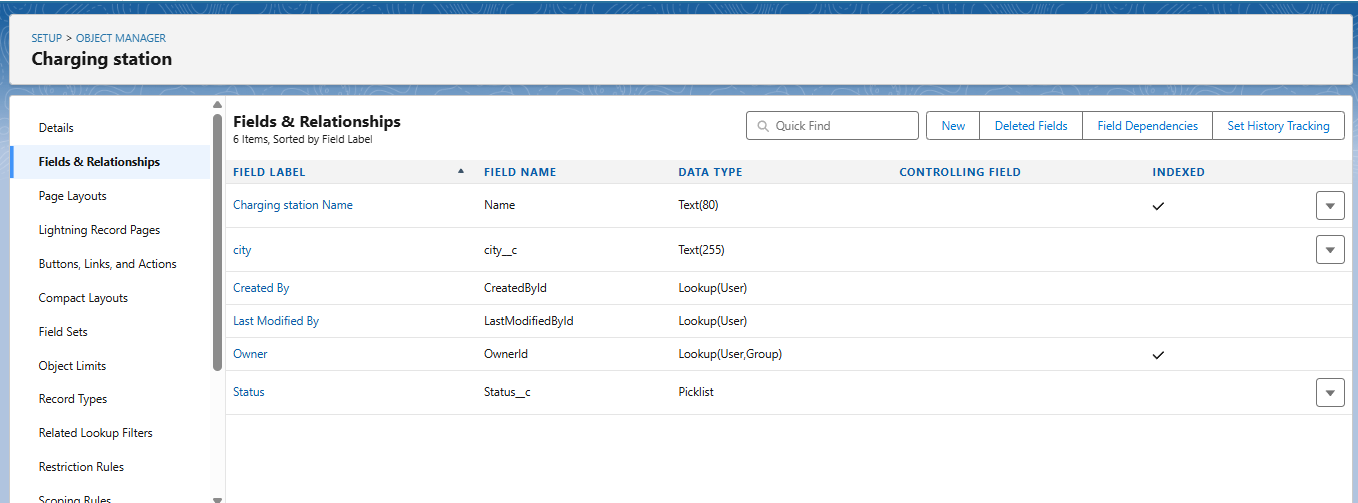 SETUP > OBJECT MANAGER
Charging station
Details
Fields & Relationships
Page Layouts
Lightning Record Pages
Buttons, Links, and Actions
Compact Layouts
Field Sets
Object Limits
Record Types
Related Lookup Filters
Restriction Rules
Scoping Rules
Fields & Relationships
6 Items, Sorted by Field Label
Quick Find
New Deleted Fields Field Dependencies Set History Tracking
FIELD LABEL FIELD NAME DATA TYPE CONTROLLING FIELD INDEXED
Charging station Name Name Text(80)
city city__c Text(255)
Created By CreatedById Lookup(User)
Last Modified By LastModifiedById Lookup(User)
Owner OwnerId Lookup(User,Group)
Status Status__c Picklist